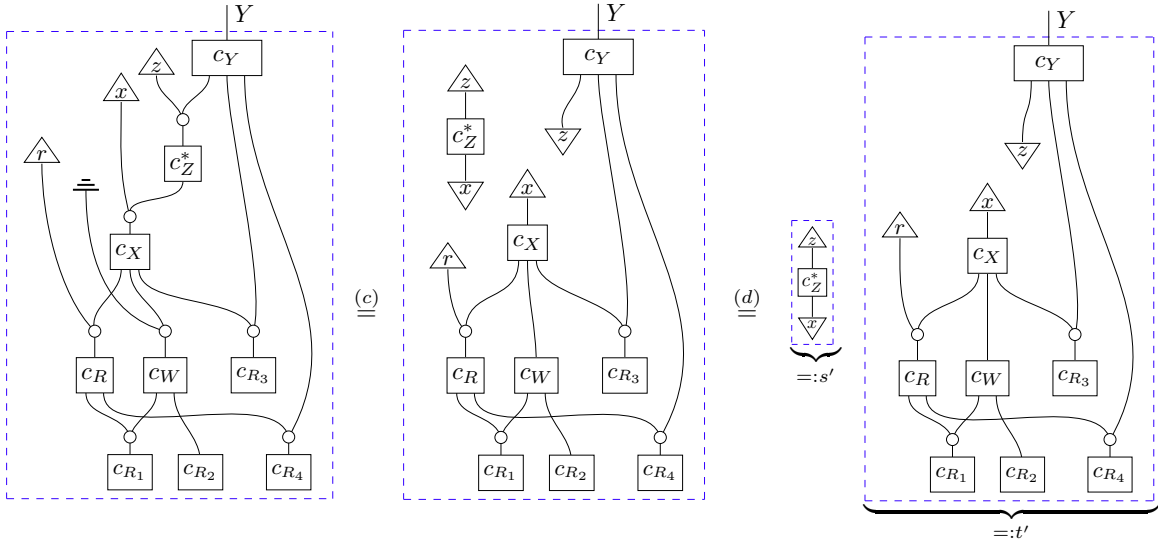 Y
c_Y
z
x
c_Z^*
r
c_X
c_R
c_W
c_{R_3}
c_{R_1}
c_{R_2}
c_{R_4}
(c)
=
Y
c_Y
z
c_Z^*
z
x
x
c_X
r
c_R
c_W
c_{R_3}
c_{R_1}
c_{R_2}
c_{R_4}
(d)
=
z
c_Z^*
x
=:s′
Y
c_Y
z
x
r
c_X
c_R
c_W
c_{R_3}
c_{R_1}
c_{R_2}
c_{R_4}
=:t′